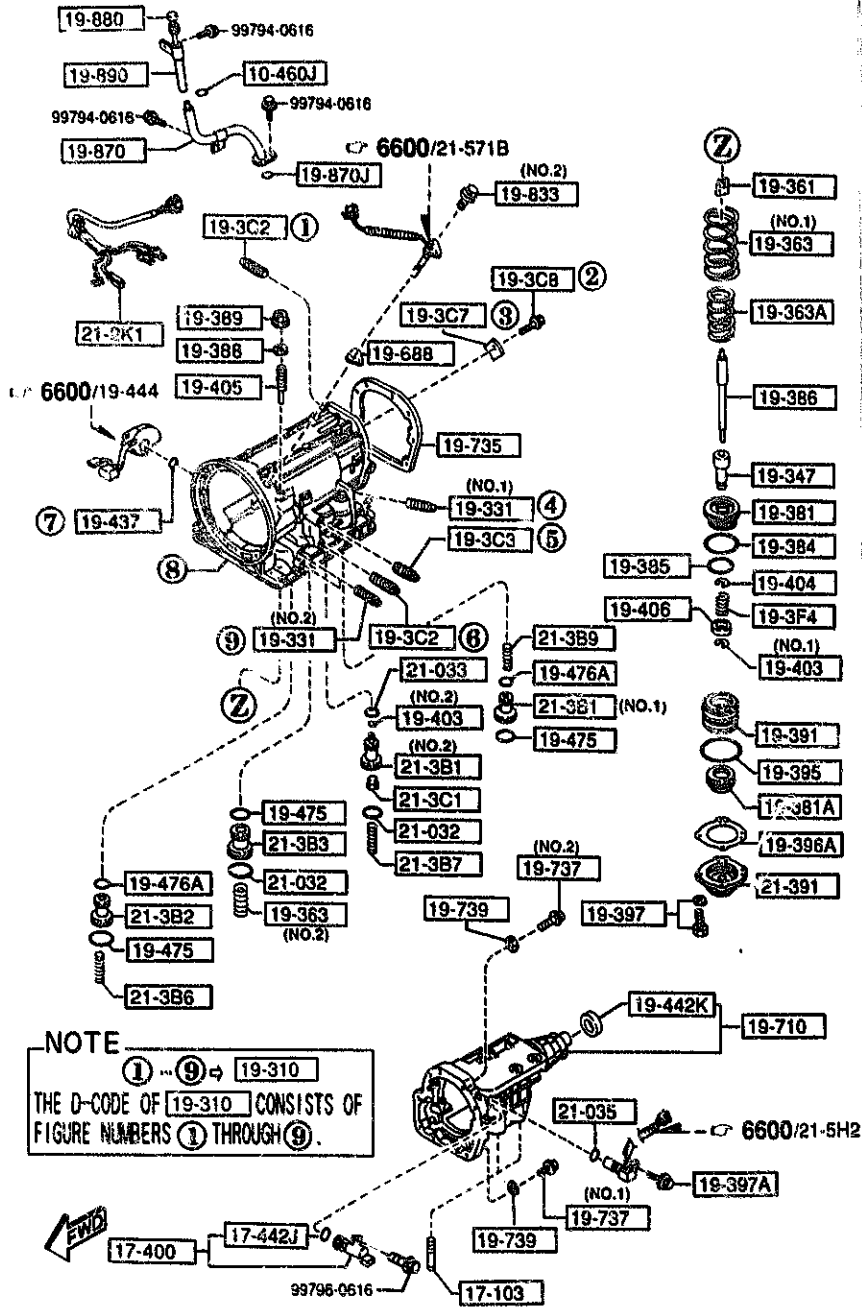 19-880
99794-0616
19-890
10-460J
99794-0616
99794-0616
19-870
6600/21-571B
19-870J
(NO.2)
19-833
Z
19-361
(NO.1)
19-363
19-3C2 ①
19-3C8 ②
19-3C7 ③
19-363A
19-389
19-388
19-688
19-405
19-386
6600/19-444
19-735
19-347
(NO.1)
19-331 ④
19-381
⑦ 19-437
19-3C3 ⑤
19-384
19-385
⑧
19-404
19-406
19-3F4
(NO.2)
⑨ 19-331
19-3C2 ⑥
21-3B9
(NO.1)
19-403
21-033
19-476A
Z
(NO.2)
19-403
21-3B1 (NO.1)
19-391
(NO.2)
21-3B1
19-475
19-395
21-3C1
19-381A
19-475
21-032
19-396A
21-3B3
21-3B7
21-391
21-032
(NO.2)
19-737
19-476A
19-363
(NO.2)
19-739
19-397
21-3B2
19-475
21-3B6
19-442K
19-710
NOTE
①--⑨⇨ 19-310
THE D-CODE OF 19-310 CONSISTS OF
FIGURE NUMBERS ① THROUGH ⑨.
21-035
6600/21-5H2
19-397A
(NO.1)
19-737
FWD
17-442J
19-739
17-400
99796-0616
17-103